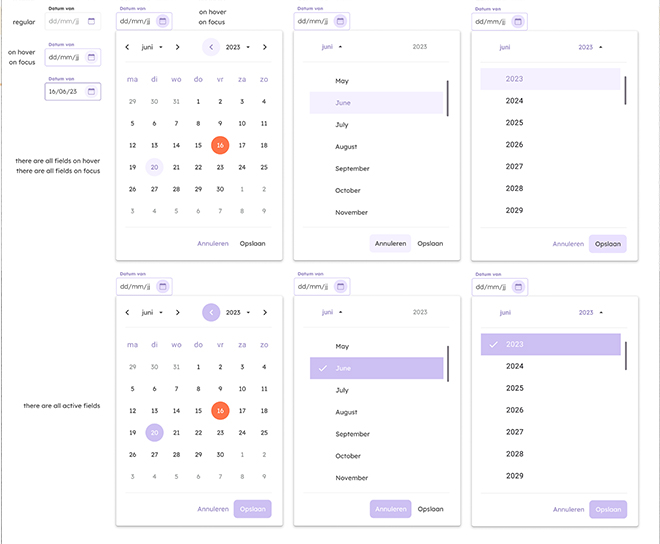 Datum van
regular
dd/mm/jj
on hover
on focus
Datum van
dd/mm/jj
Datum van
16/06/23
there are all fields on hover
there are all fields on focus
Datum van
dd/mm/jj
on hover
on focus
juni 2023
ma di wo do vr za zo
29 30 31 1 2 3 4
5 6 7 8 9 10 11
12 13 14 15 16 17 18
19 20 21 22 23 24 25
26 27 28 29 30 1 2
3 4 5 6 7 8 9
Annuleren Opslaan
Datum van
dd/mm/jj
juni 2023
May
June
July
August
September
October
November
Annuleren Opslaan
Datum van
dd/mm/jj
juni 2023
2023
2024
2025
2026
2027
2028
2029
Annuleren Opslaan
there are all active fields
Datum van
dd/mm/jj
juni 2023
ma di wo do vr za zo
29 30 31 1 2 3 4
5 6 7 8 9 10 11
12 13 14 15 16 17 18
19 20 21 22 23 24 25
26 27 28 29 30 1 2
3 4 5 6 7 8 9
Annuleren Opslaan
Datum van
dd/mm/jj
juni 2023
May
June
July
August
September
October
November
Annuleren Opslaan
Datum van
dd/mm/jj
juni 2023
2023
2024
2025
2026
2027
2028
2029
Annuleren Opslaan